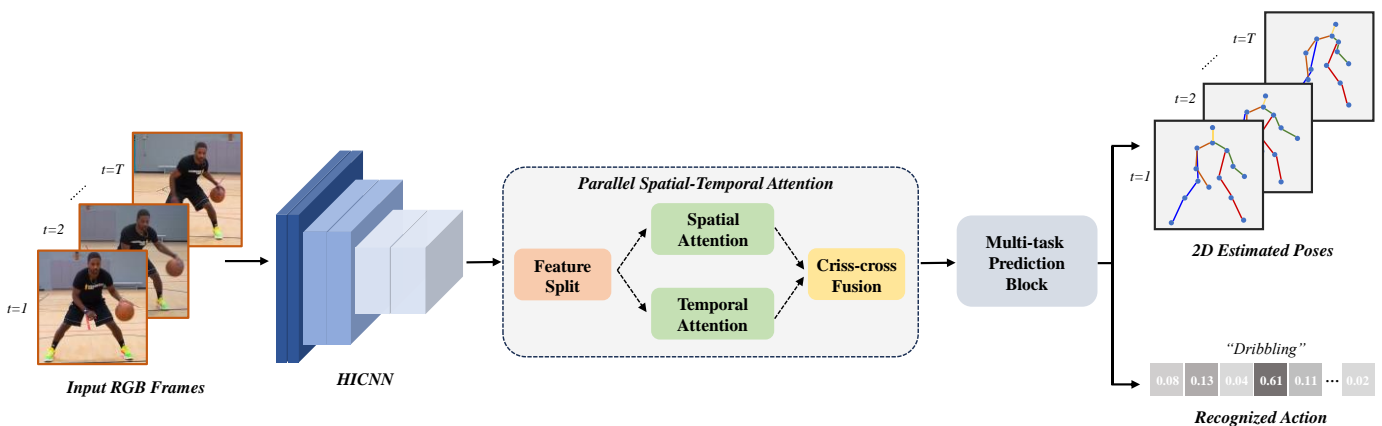 t=T
t=2
t=1
Input RGB Frames
HICNN
Parallel Spatial-Temporal Attention
Feature
Split
Spatial
Attention
Temporal
Attention
Criss-cross
Fusion
Multi-task
Prediction
Block
t=T
t=2
t=1
2D Estimated Poses
“Dribbling”
0.08 0.13 0.04 0.61 0.11 ... 0.02
Recognized Action